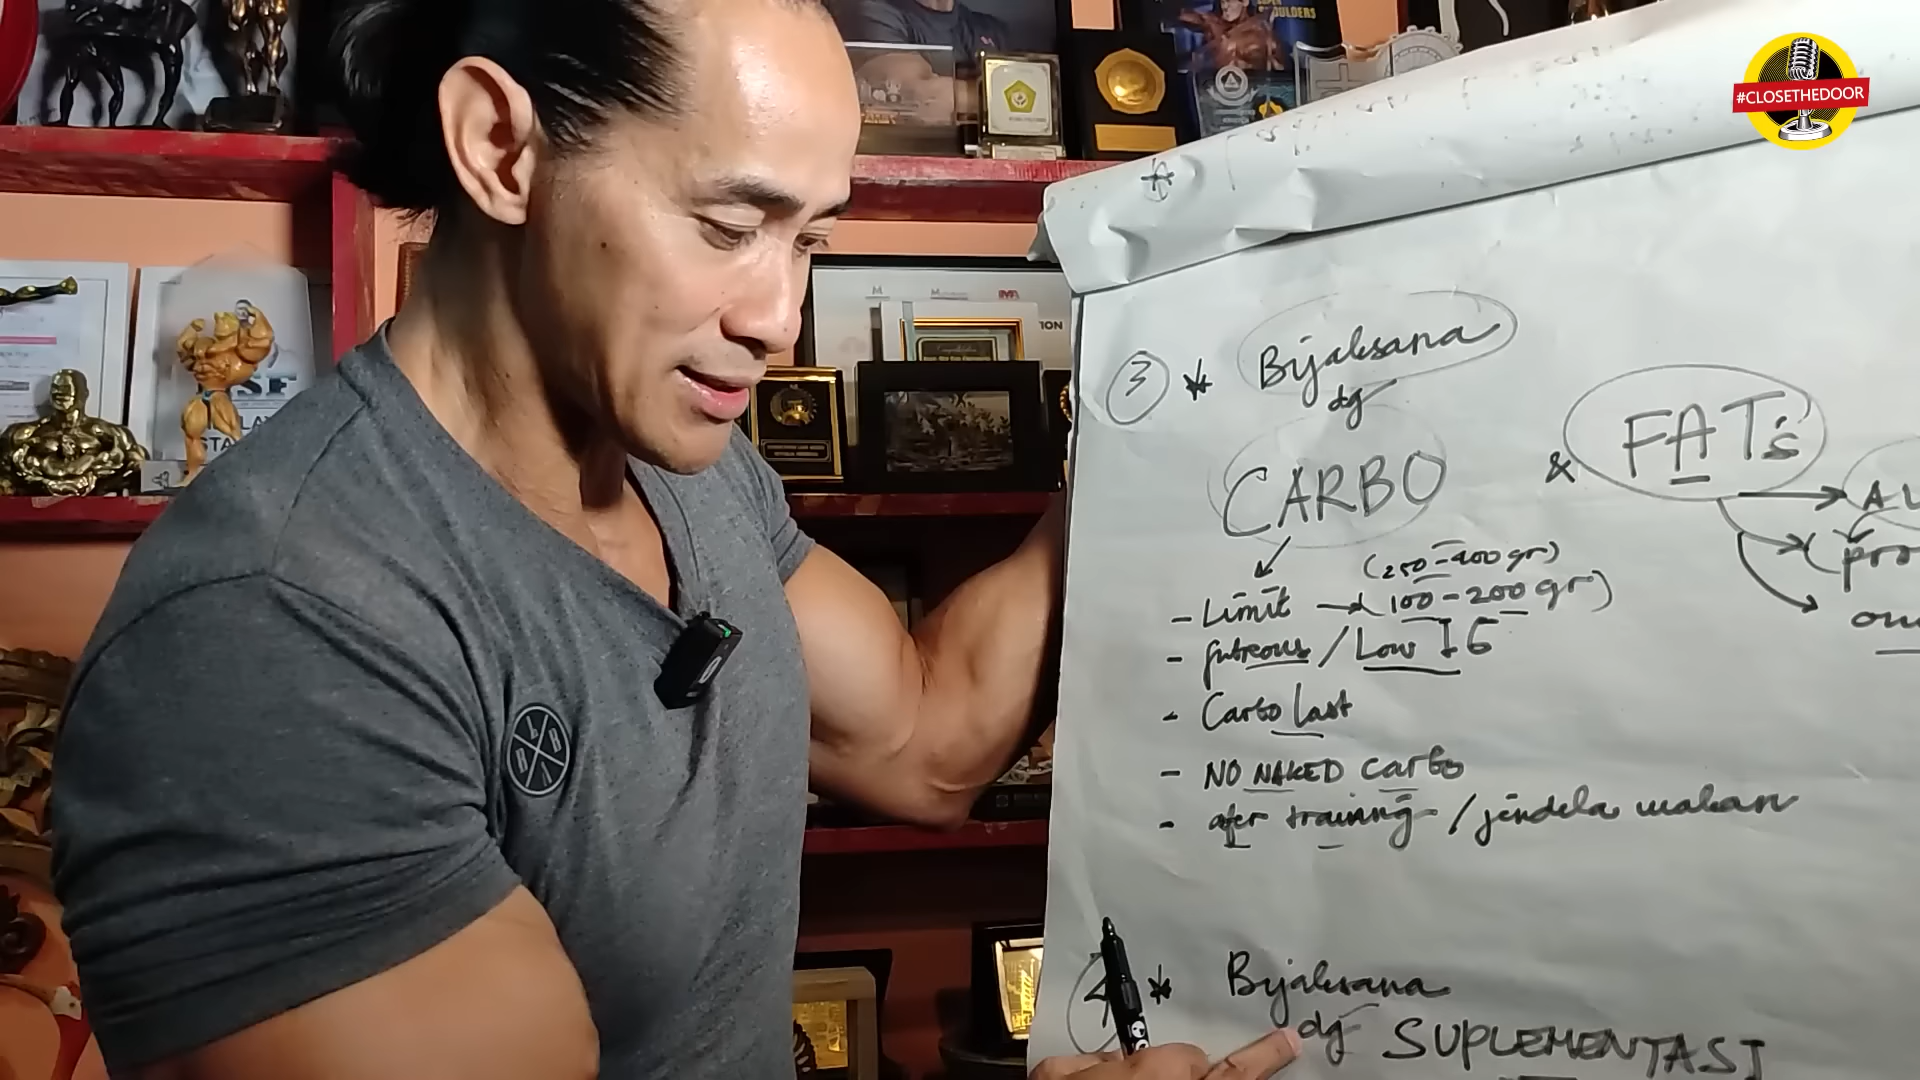 #CLOSETHEDOOR
SHOULDERS
③ * Bijaksana
dg
CARBO & FAT's
(250-400 gr)
- Limit → (100-200 gr)
/ Low IG
- Carbo last
- NO NAKED carbo
- after training / jendela makan
④ * Bijaksana
dg SUPLEMENTASI